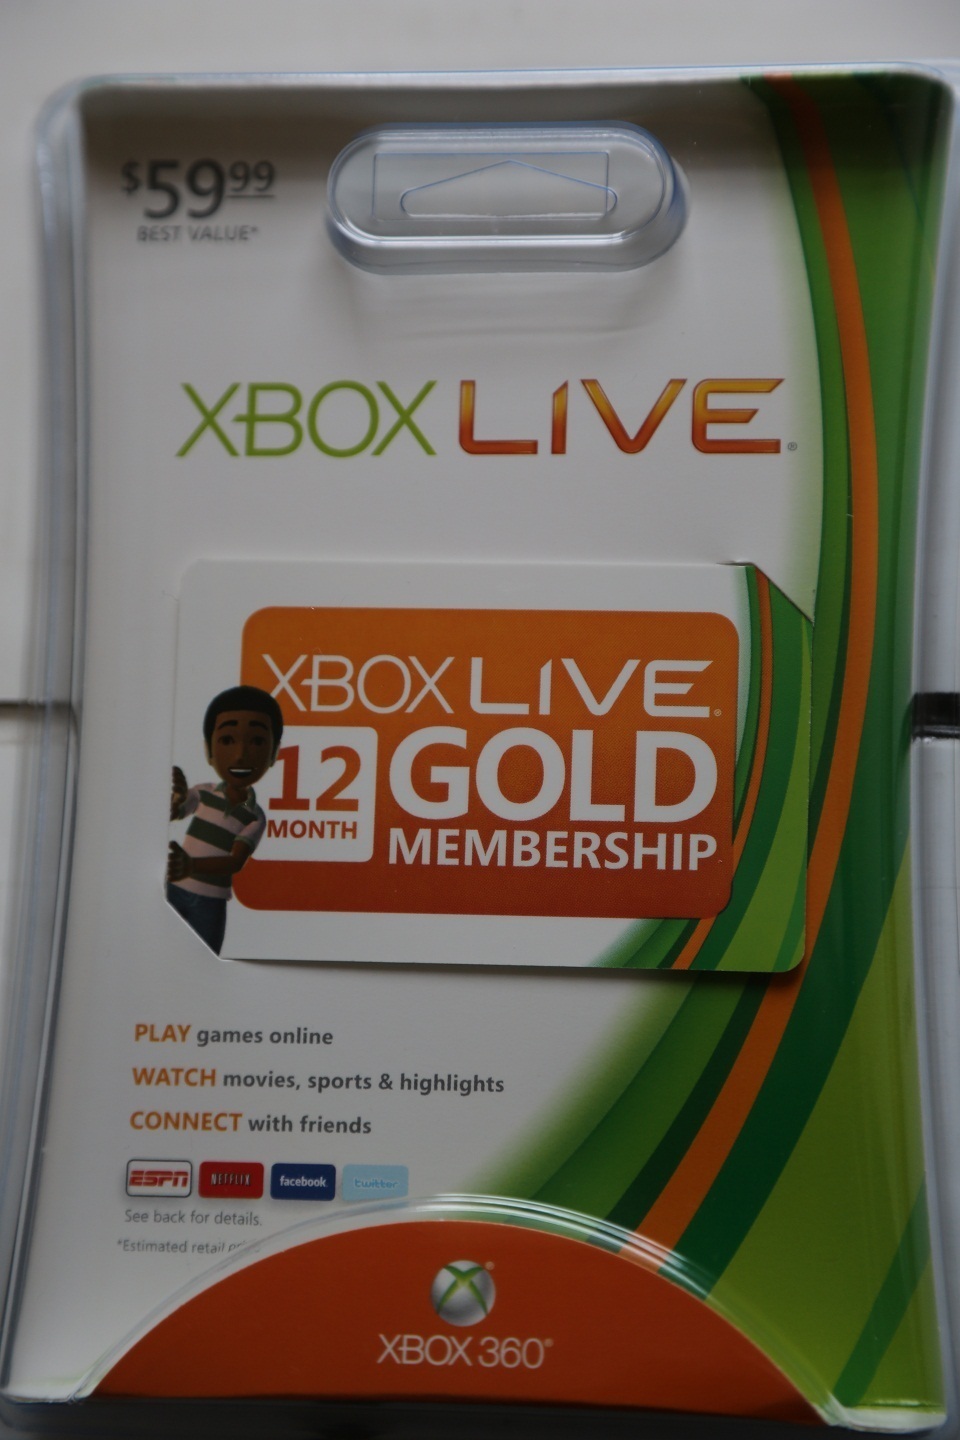 $59.99
BEST VALUE*
XBOX LIVE®
XBOX LIVE®
12 GOLD
MONTH MEMBERSHIP
PLAY games online
WATCH movies, sports & highlights
CONNECT with friends
ESPN NETFLIX facebook twitter
See back for details.
*Estimated retail
XBOX 360®